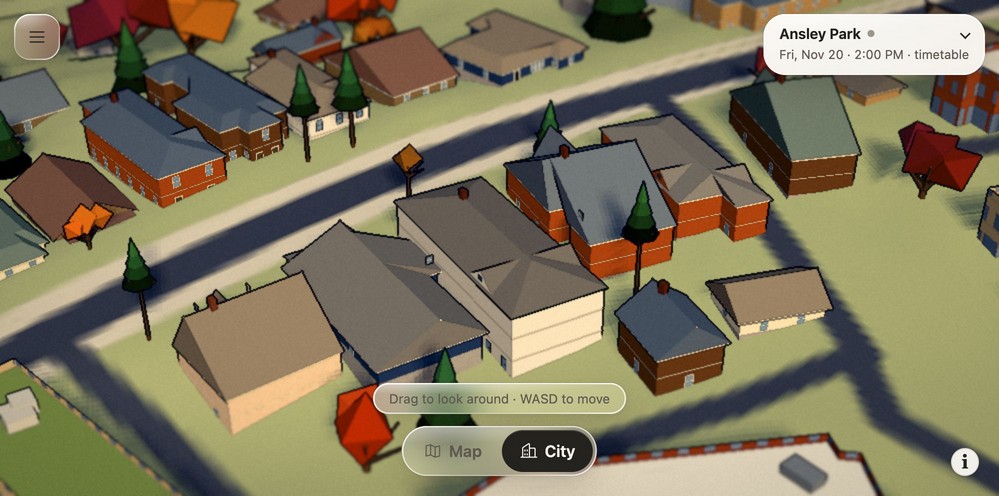 Ansley Park
Fri, Nov 20 · 2:00 PM · timetable
Drag to look around · WASD to move
Map
City
i